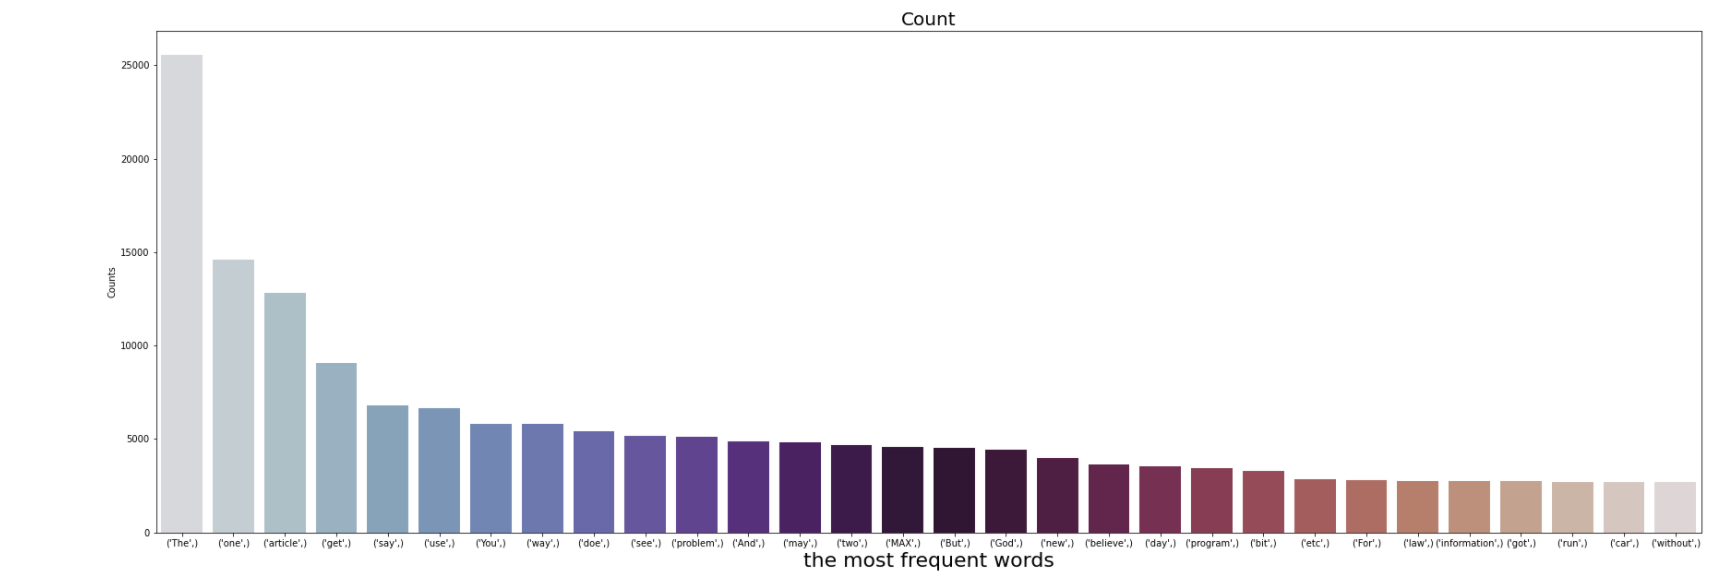 Count
25000
20000
15000
10000
5000
0
Counts
('The',) ('one',) ('article',) ('get',) ('say',) ('use',) ('You',) ('way',) ('doe',) ('see',) ('problem',) ('And',) ('may',) ('two',) ('MAX',) ('But',) ('God',) ('new',) ('believe',) ('day',) ('program',) ('bit',) ('etc',) ('For',) ('law',) ('information',) ('got',) ('run',) ('car',) ('without',)
the most frequent words